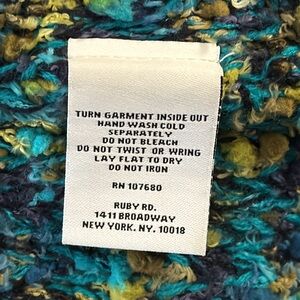 TURN GARMENT INSIDE OUT
HAND WASH COLD
SEPARATELY
DO NOT BLEACH
DO NOT TWIST OR WRING
LAY FLAT TO DRY
DO NOT IRON
RN 107680
RUBY RD.
1411 BROADWAY
NEW YORK. NY. 10018